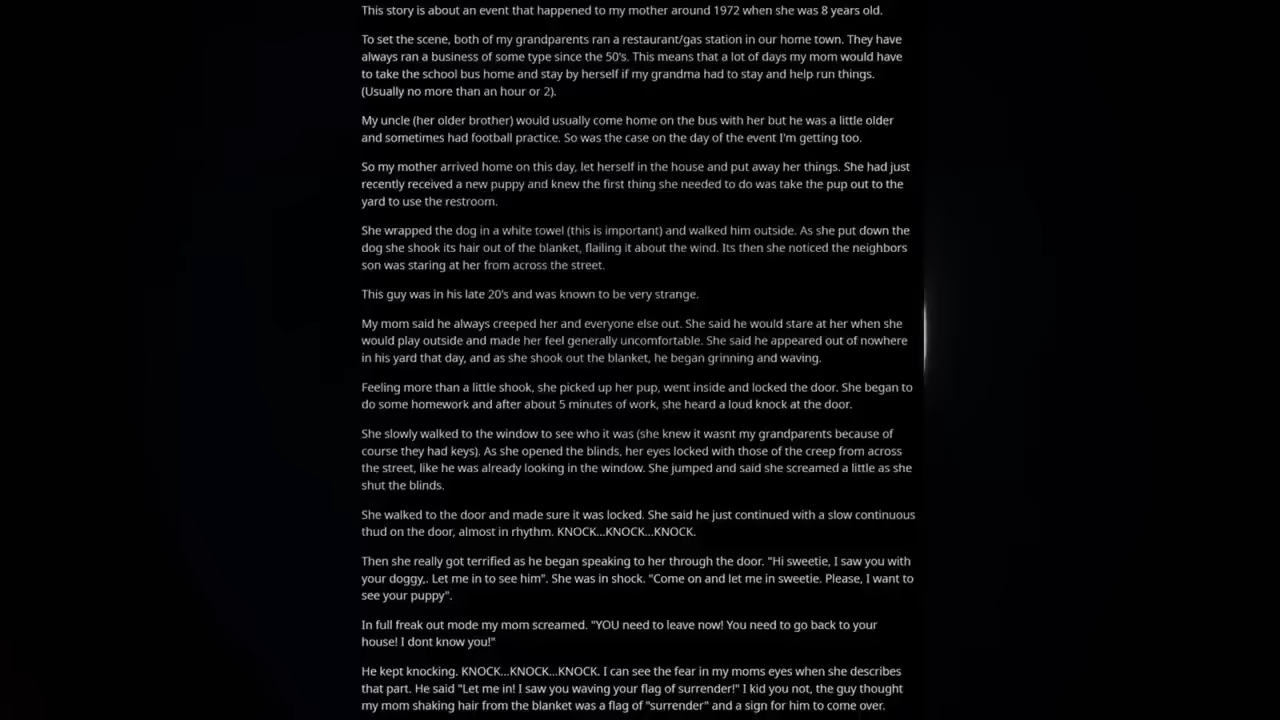 This story is about an event that happened to my mother around 1972 when she was 8 years old.
To set the scene, both of my grandparents ran a restaurant/gas station in our home town. They have
always ran a business of some type since the 50's. This means that a lot of days my mom would have
to take the school bus home and stay by herself if my grandma had to stay and help run things.
(Usually no more than an hour or 2).
My uncle (her older brother) would usually come home on the bus with her but he was a little older
and sometimes had football practice. So was the case on the day of the event I'm getting too.
So my mother arrived home on this day, let herself in the house and put away her things. She had just
recently received a new puppy and knew the first thing she needed to do was take the pup out to the
yard to use the restroom.
She wrapped the dog in a white towel (this is important) and walked him outside. As she put down the
dog she shook its hair out of the blanket, flailing it about the wind. Its then she noticed the neighbors
son was staring at her from across the street.
This guy was in his late 20's and was known to be very strange.
My mom said he always creeped her and everyone else out. She said he would stare at her when she
would play outside and made her feel generally uncomfortable. She said he appeared out of nowhere
in his yard that day, and as she shook out the blanket, he began grinning and waving.
Feeling more than a little shook, she picked up her pup, went inside and locked the door. She began to
do some homework and after about 5 minutes of work, she heard a loud knock at the door.
She slowly walked to the window to see who it was (she knew it wasnt my grandparents because of
course they had keys). As she opened the blinds, her eyes locked with those of the creep from across
the street, like he was already looking in the window. She jumped and said she screamed a little as she
shut the blinds.
She walked to the door and made sure it was locked. She said he just continued with a slow continuous
thud on the door, almost in rhythm. KNOCK...KNOCK...KNOCK.
Then she really got terrified as he began speaking to her through the door. "Hi sweetie, I saw you with
your doggy,. Let me in to see him". She was in shock. "Come on and let me in sweetie. Please, I want to
see your puppy".
In full freak out mode my mom screamed. "YOU need to leave now! You need to go back to your
house! I dont know you!"
He kept knocking. KNOCK...KNOCK...KNOCK. I can see the fear in my moms eyes when she describes
that part. He said "Let me in! I saw you waving your flag of surrender!" I kid you not, the guy thought
my mom shaking hair from the blanket was a flag of "surrender" and a sign for him to come over.